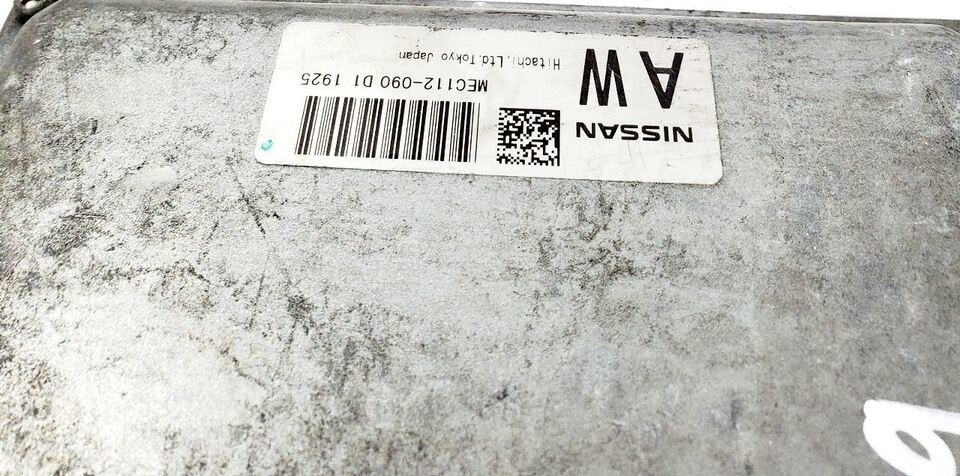 NISSAN
AW
MEC112-090 D1 1925
Hitachi.Ltd.Tokyo Japan